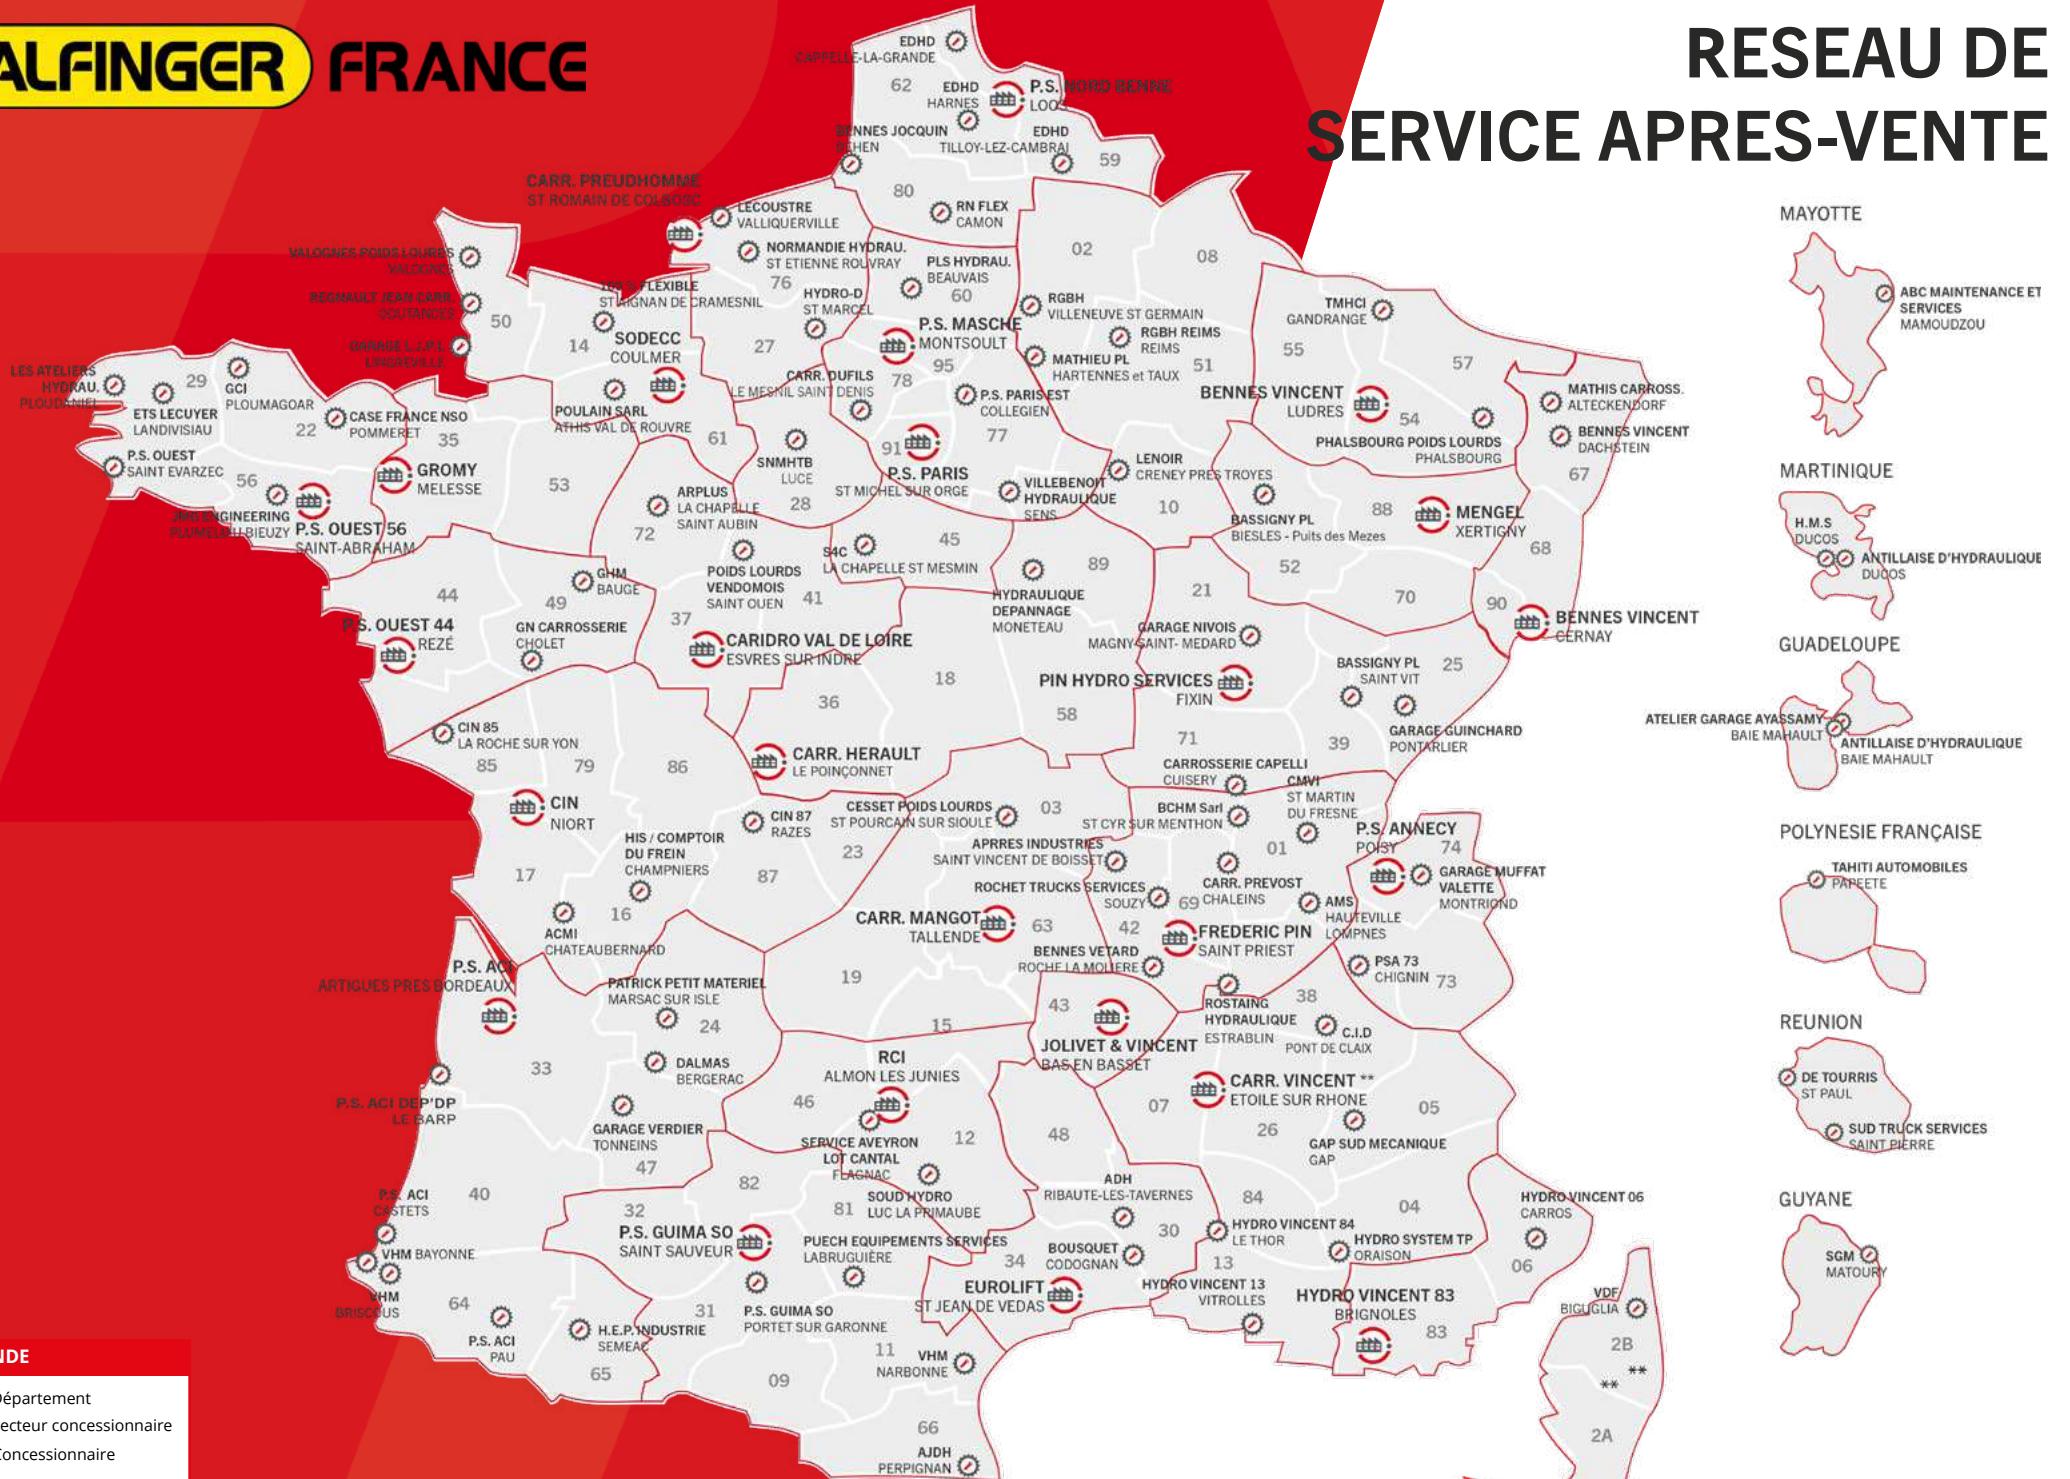 ALFINGER FRANCE
RESEAU DE
SERVICE APRES-VENTE
EDHD
CAPPELLE-LA-GRANDE
62
EDHD
HARNES
P.S. NORD BENNE
LOOS
BENNES JOCQUIN
BEHEN
EDHD
TILLOY-LEZ-CAMBRAI
59
80
RN FLEX
CAMON
CARR. PREUDHOMME
ST ROMAIN DE COLBOSC
LECOUSTRE
VALLIQUERVILLE
NORMANDIE HYDRAU.
ST ETIENNE ROUVRAY
76
PLS HYDRAU.
BEAUVAIS
60
02
08
VALOGNES POIDS LOURDS
VALOGNES
REGNAULT JEAN CARR.
COUTANCES
50
GARAGE L.J.P.L
LINGREVILLE
100 % FLEXIBLE
ST AIGNAN DE CRAMESNIL
14
SODECC
COULMER
HYDRO-D
ST MARCEL
27
P.S. MASCHE
MONTSOULT
95
RGBH
VILLENEUVE ST GERMAIN
RGBH REIMS
REIMS
MATHIEU PL
HARTENNES et TAUX
51
TMHCI
GANDRANGE
55
57
LES ATELIERS
HYDRAU.
PLOUDANIEL
29
ETS LECUYER
LANDIVISIAU
GCI
PLOUMAGOAR
22
CASE FRANCE NSO
POMMERET
35
P.S. OUEST
SAINT EVARZEC
56
JMG ENGINEERING
PLUMELIAU BIEUZY
P.S. OUEST 56
SAINT-ABRAHAM
GROMY
MELESSE
53
POULAIN SARL
ATHIS VAL DE ROUVRE
61
CARR. DUFILS
LE MESNIL SAINT DENIS
78
P.S. PARIS EST
COLLEGIEN
77
91
P.S. PARIS
ST MICHEL SUR ORGE
SNMHTB
LUCE
28
BENNES VINCENT
LUDRES
54
PHALSBOURG POIDS LOURDS
PHALSBOURG
MATHIS CARROSS.
ALTECKENDORF
BENNES VINCENT
DACHSTEIN
67
LENOIR
CRENEY PRES TROYES
10
VILLEBENOIT
HYDRAULIQUE
SENS
BASSIGNY PL
BIESLES - Puits des Mezes
88
MENGEL
XERTIGNY
68
ARPLUS
LA CHAPELLE
SAINT AUBIN
72
POIDS LOURDS
VENDOMOIS
SAINT OUEN
41
S4C
LA CHAPELLE ST MESMIN
45
HYDRAULIQUE
DEPANNAGE
MONETEAU
89
21
52
70
90
BENNES VINCENT
CERNAY
44
P.S. OUEST 44
REZÉ
GHM
BAUGE
49
GN CARROSSERIE
CHOLET
37
CARIDRO VAL DE LOIRE
ESVRES SUR INDRE
GARAGE NIVOIS
MAGNY SAINT- MEDARD
PIN HYDRO SERVICES
FIXIN
BASSIGNY PL
SAINT VIT
25
GARAGE GUINCHARD
PONTARLIER
39
18
36
58
71
CIN 85
LA ROCHE SUR YON
85
79
86
CARR. HERAULT
LE POINÇONNET
CARROSSERIE CAPELLI
CUISERY
CIN
NIORT
CIN 87
RAZES
CESSET POIDS LOURDS
ST POURCAIN SUR SIOULE
03
BCHM Sarl
ST CYR SUR MENTHON
CMVI
ST MARTIN
DU FRESNE
HIS / COMPTOIR
DU FREIN
CHAMPNIERS
23
87
APRRES INDUSTRIES
SAINT VINCENT DE BOISSET
01
P.S. ANNECY
POISY
74
GARAGE MUFFAT
VALETTE
MONTRIOND
17
16
ACMI
CHATEAUBERNARD
ROCHET TRUCKS SERVICES
SOUZY
69
CARR. PREVOST
CHALEINS
AMS
HAUTEVILLE
LOMPNES
CARR. MANGOT
TALLENDE
63
42
FREDERIC PIN
SAINT PRIEST
BENNES VETARD
ROCHE LA MOLIERE
PSA 73
CHIGNIN
73
P.S. ACI
ARTIGUES PRES BORDEAUX
PATRICK PETIT MATERIEL
MARSAC SUR ISLE
24
19
15
43
JOLIVET & VINCENT
BAS EN BASSET
ROSTAING
HYDRAULIQUE
ESTRABLIN
38
C.I.D
PONT DE CLAIX
33
DALMAS
BERGERAC
RCI
ALMON LES JUNIES
CARR. VINCENT **
ETOILE SUR RHONE
P.S. ACI DEP'DP
LE BARP
GARAGE VERDIER
TONNEINS
47
46
SERVICE AVEYRON
LOT CANTAL
FLAGNAC
12
48
07
26
05
GAP SUD MECANIQUE
GAP
P.S. ACI
CASTETS
40
32
82
SOUD HYDRO
LUC LA PRIMAUBE
81
ADH
RIBAUTE-LES-TAVERNES
30
84
04
HYDRO VINCENT 06
CARROS
06
P.S. GUIMA SO
SAINT SAUVEUR
PUECH EQUIPEMENTS SERVICES
LABRUGUIÈRE
34
BOUSQUET
CODOGNAN
HYDRO VINCENT 84
LE THOR
13
HYDRO SYSTEM TP
ORAISON
VHM BAYONNE
VHM
BRISCOUS
64
P.S. ACI
PAU
H.E.P. INDUSTRIE
SEMEAC
65
31
P.S. GUIMA SO
PORTET SUR GARONNE
EUROLIFT
ST JEAN DE VEDAS
HYDRO VINCENT 13
VITROLLES
HYDRO VINCENT 83
BRIGNOLES
83
VDF
BIGUGLIA
2B
**
**
2A
11
VHM
NARBONNE
09
66
AJDH
PERPIGNAN
MAYOTTE
ABC MAINTENANCE ET
SERVICES
MAMOUDZOU
MARTINIQUE
H.M.S
DUCOS
ANTILLAISE D'HYDRAULIQUE
DUCOS
GUADELOUPE
ATELIER GARAGE AYASSAMY
BAIE MAHAULT
ANTILLAISE D'HYDRAULIQUE
BAIE MAHAULT
POLYNESIE FRANÇAISE
TAHITI AUTOMOBILES
PAPEETE
REUNION
DE TOURRIS
ST PAUL
SUD TRUCK SERVICES
SAINT PIERRE
GUYANE
SGM
MATOURY
NDE
Département
ecteur concessionnaire
Concessionnaire